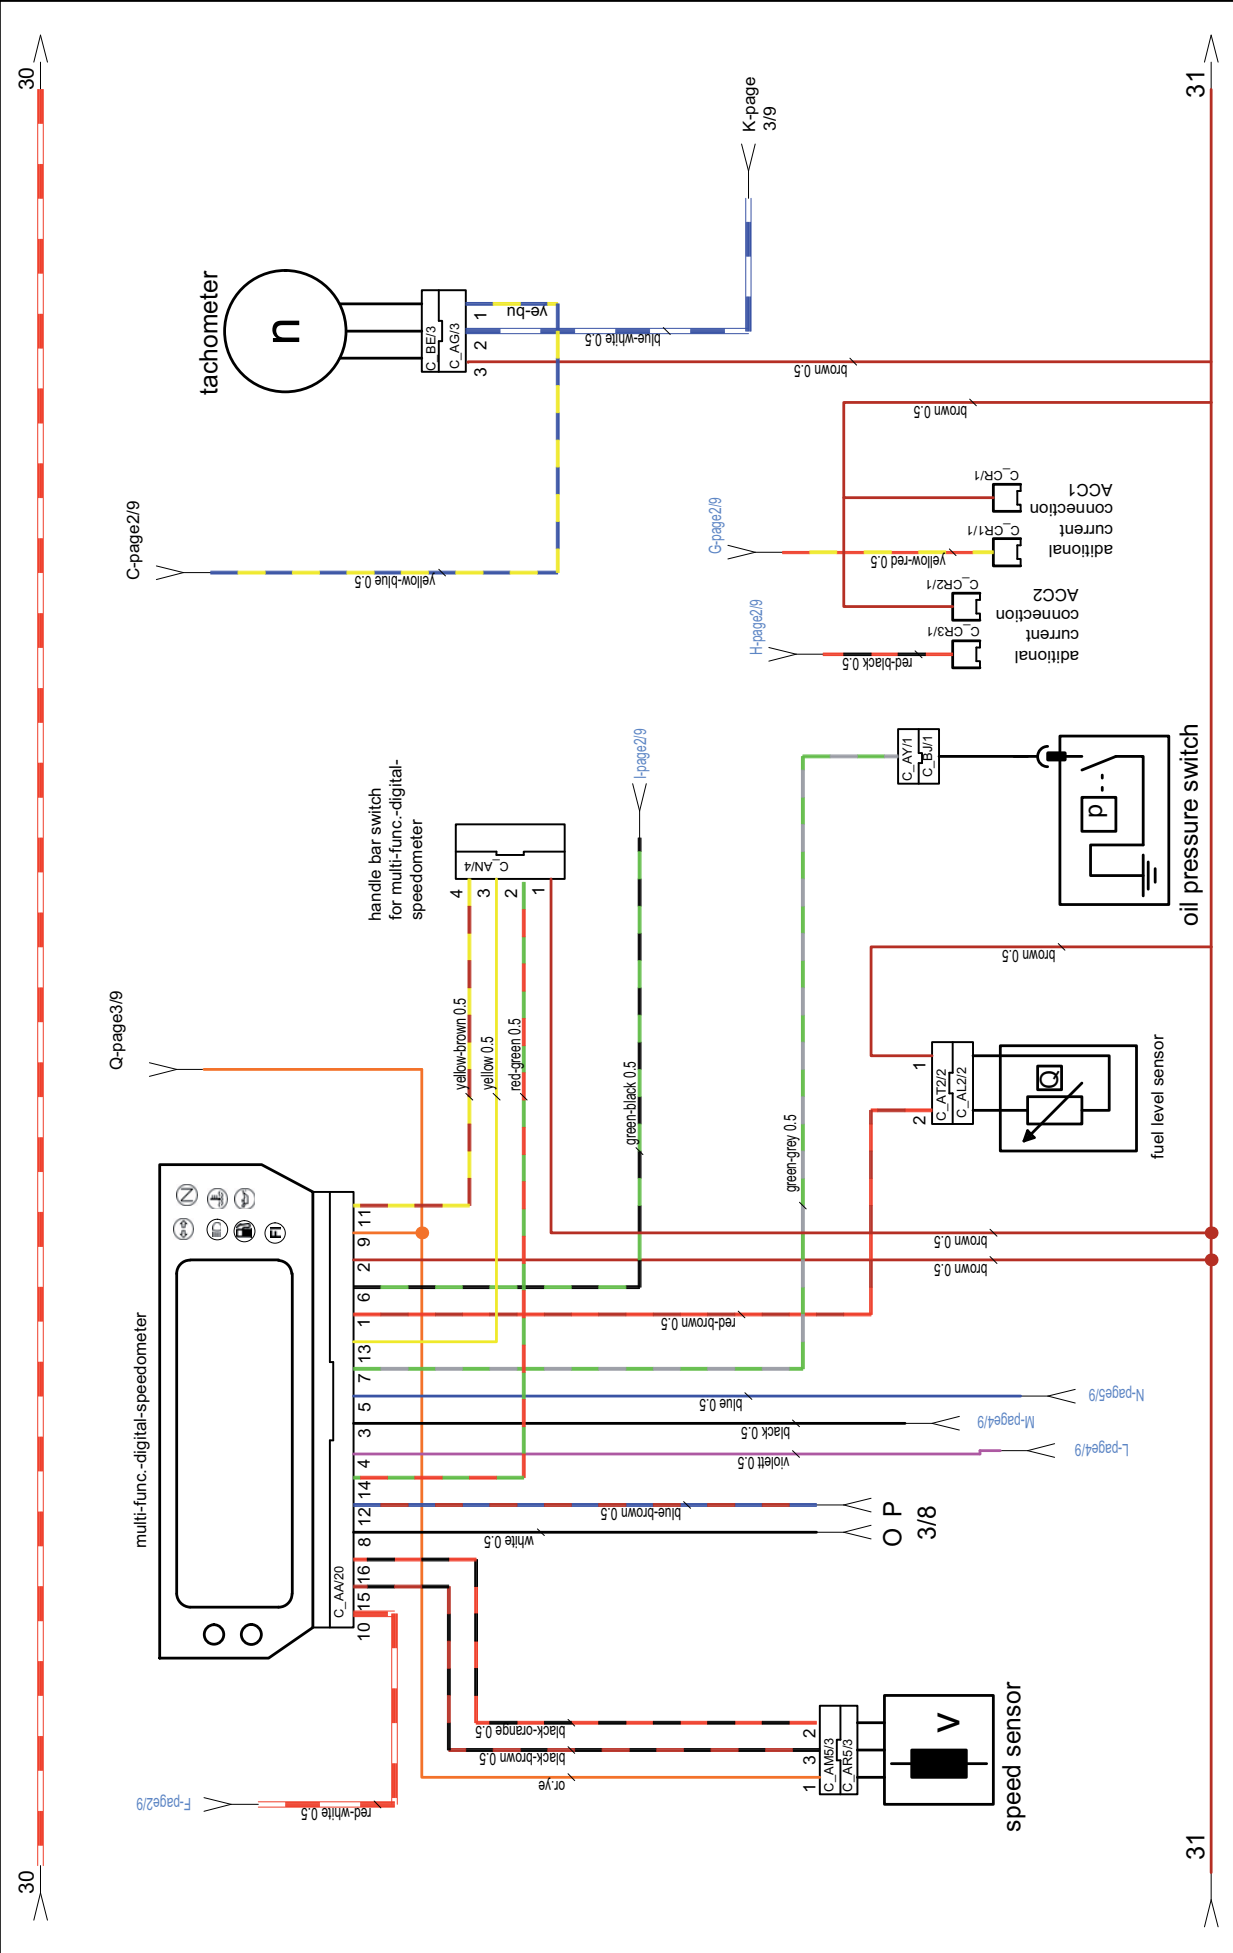 30
30
31
31
tachometer
n
C_BE/3
C_AG/3
1
2
3
ye-bu
blue-white 0.5
K-page
3/9
brown 0.5
C-page2/9
yellow-blue 0.5
brown 0.5
G-page2/9
yellow-red 0.5
C_CR/1
C_CR1/1
aditional
current
connection
ACC1
H-page2/9
red-black 0.5
C_CR2/1
C_CR3/1
aditional
current
connection
ACC2
Q-page3/9
handle bar switch
for multi-func.-digital-
speedometer
C_AN/4
4
3
2
1
yellow-brown 0.5
yellow 0.5
red-green 0.5
I-page2/9
green-black 0.5
green-grey 0.5
C_AY/1
C_BJ/1
p
oil pressure switch
brown 0.5
1
2
C_AT2/2
C_AL2/2
Q
fuel level sensor
multi-func.-digital-speedometer
N
FI
C_AA/20
11
9
2
6
1
13
7
5
3
4
14
12
8
16
15
10
brown 0.5
brown 0.5
red-brown 0.5
blue 0.5
N-page5/9
black 0.5
M-page4/9
violett 0.5
L-page4/9
blue-brown 0.5
white 0.5
O P
3/8
F-page2/9
red-white 0.5
black-orange 0.5
black-brown 0.5
or.ye
2
3
1
C_AM5/3
C_AR5/3
v
speed sensor